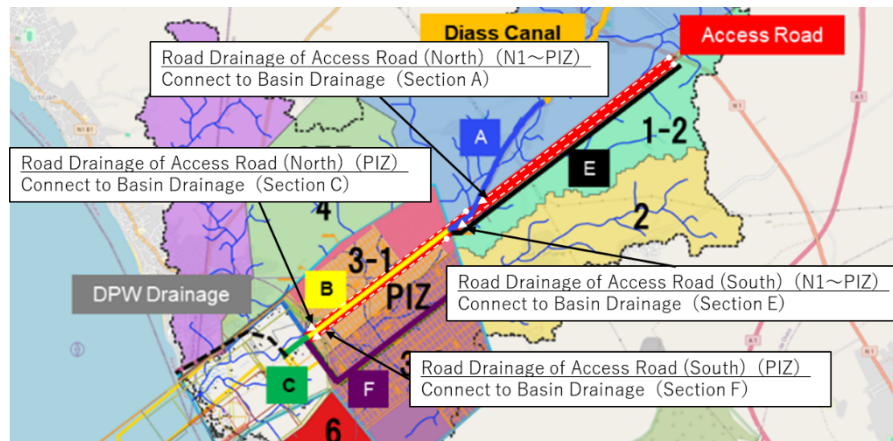 Diass Canal
Access Road
Road Drainage of Access Road (North) (N1～PIZ)
Connect to Basin Drainage (Section A)
A
1-2
E
Road Drainage of Access Road (North) (PIZ)
Connect to Basin Drainage (Section C)
4
2
3-1
B
PIZ
DPW Drainage
Road Drainage of Access Road (South) (N1～PIZ)
Connect to Basin Drainage (Section E)
Road Drainage of Access Road (South) (PIZ)
Connect to Basin Drainage (Section F)
C
F
6